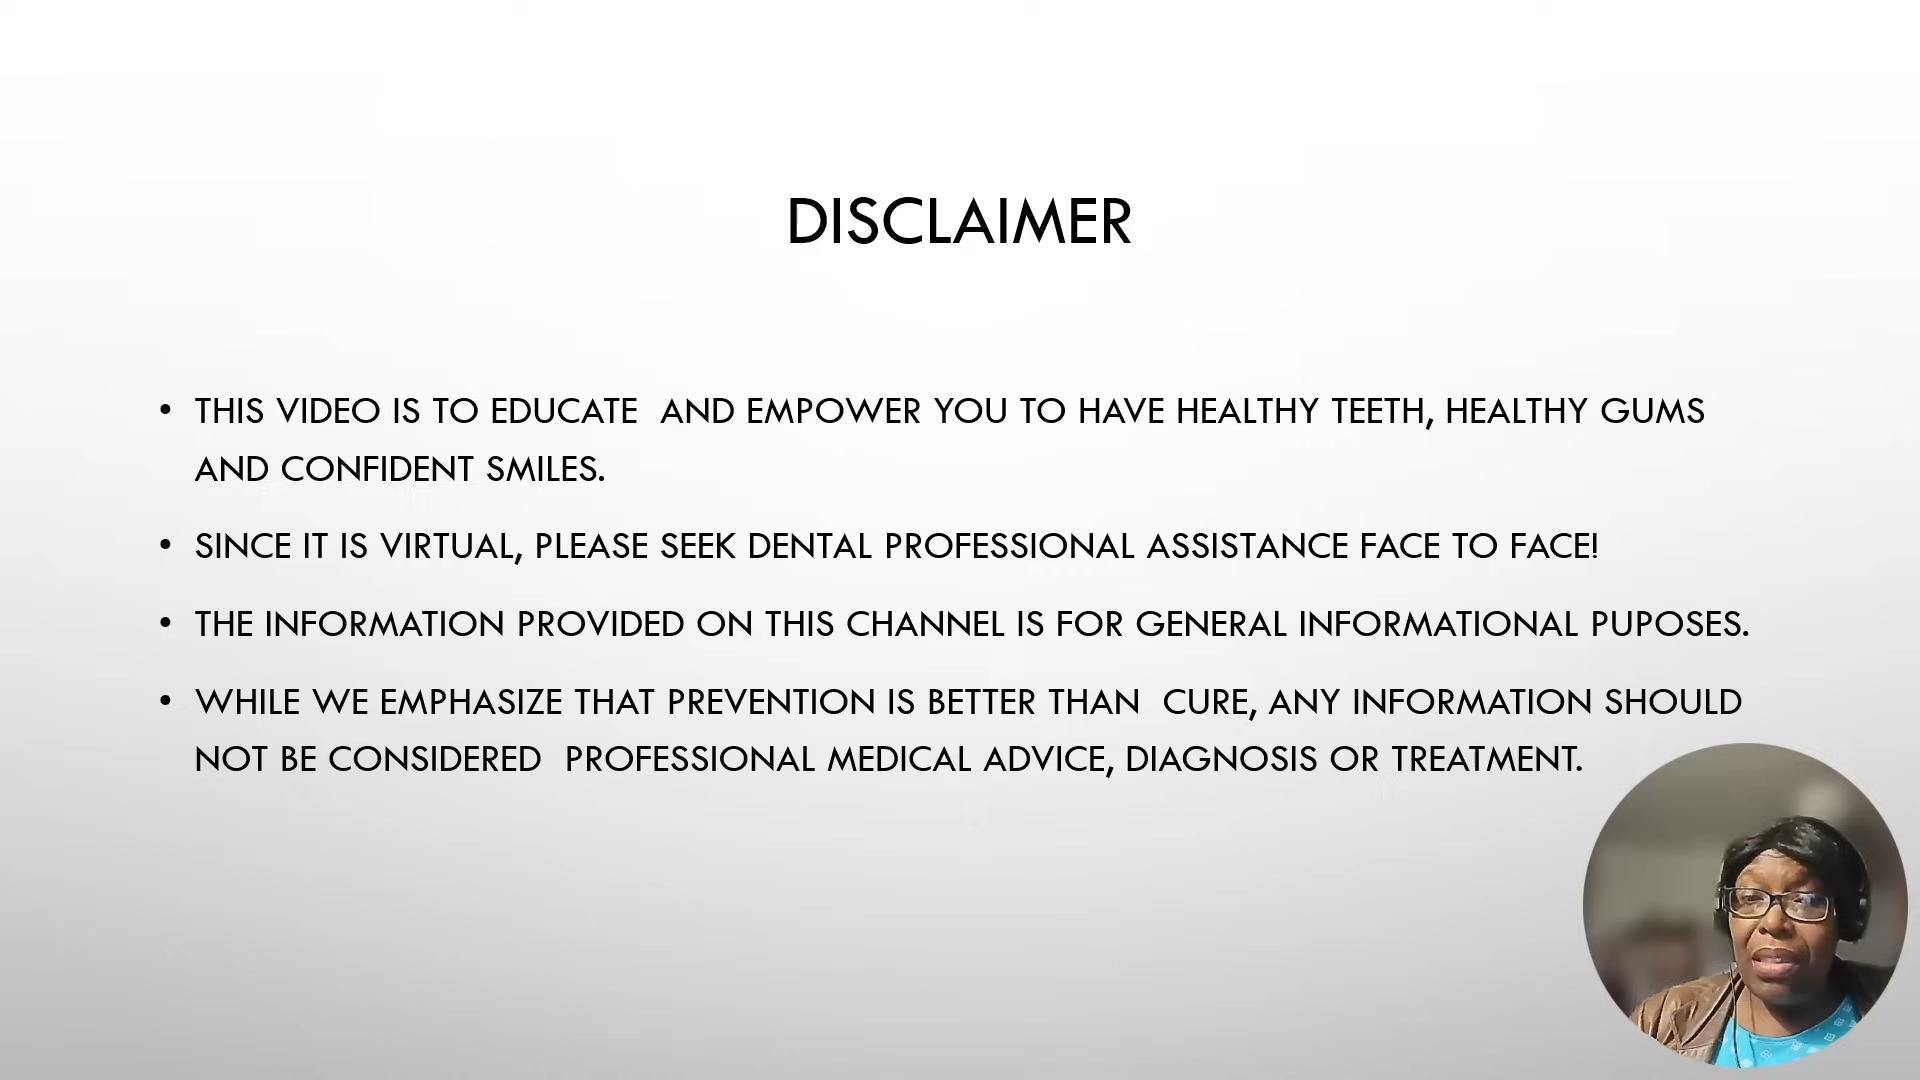 DISCLAIMER
• THIS VIDEO IS TO EDUCATE  AND EMPOWER YOU TO HAVE HEALTHY TEETH, HEALTHY GUMS
AND CONFIDENT SMILES.
• SINCE IT IS VIRTUAL, PLEASE SEEK DENTAL PROFESSIONAL ASSISTANCE FACE TO FACE!
• THE INFORMATION PROVIDED ON THIS CHANNEL IS FOR GENERAL INFORMATIONAL PUPOSES.
• WHILE WE EMPHASIZE THAT PREVENTION IS BETTER THAN  CURE, ANY INFORMATION SHOULD
NOT BE CONSIDERED  PROFESSIONAL MEDICAL ADVICE, DIAGNOSIS OR TREATMENT.